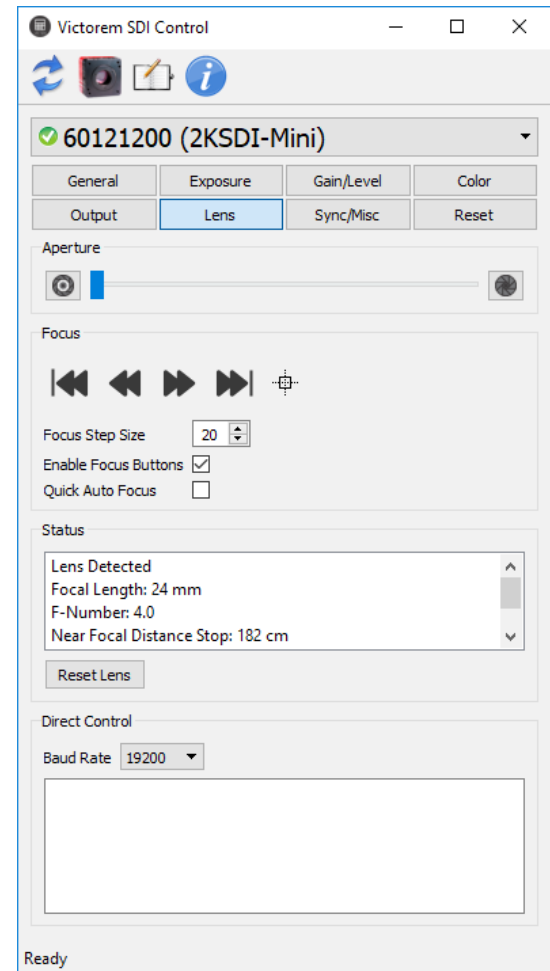 Victorem SDI Control
60121200 (2KSDI-Mini)
General Exposure Gain/Level Color
Output Lens Sync/Misc Reset
Aperture
Focus
Focus Step Size 20
Enable Focus Buttons
Quick Auto Focus
Status
Lens Detected
Focal Length: 24 mm
F-Number: 4.0
Near Focal Distance Stop: 182 cm
Reset Lens
Direct Control
Baud Rate 19200
Ready